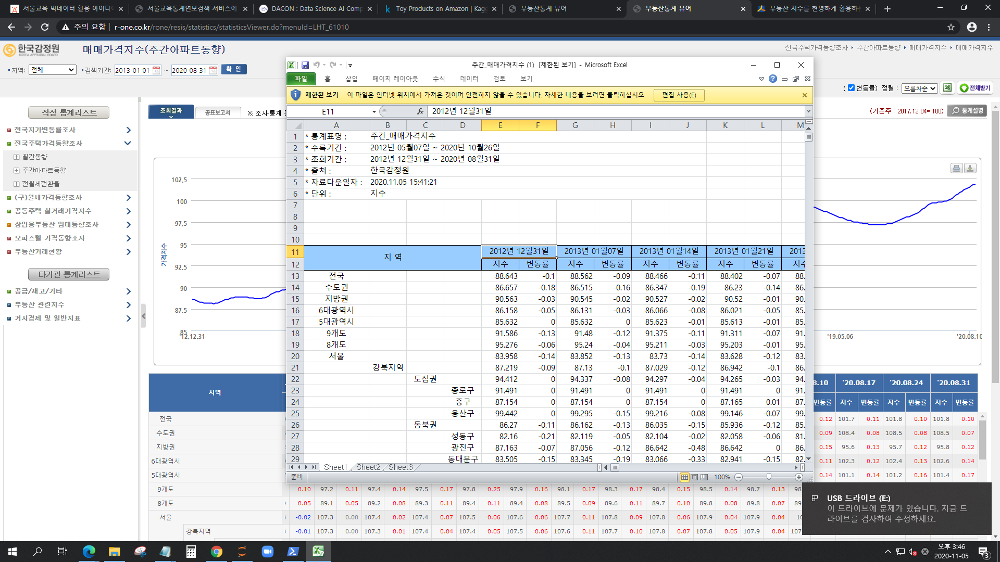 서울교육 빅데이터 활용 아이디어
서울교육통계연보검색 서비스에
DACON : Data Science AI Comp
Toy Products on Amazon | Kagg
부동산통계 뷰어
부동산통계 뷰어
부동산 지수를 현명하게 활용하는
주의 요함 | r-one.co.kr/rone/resis/statistics/statisticsViewer.do?menuId=LHT_61010
한국감정원
KOREA APPRAISAL BOARD
매매가격지수(주간아파트동향)
전국주택가격동향조사 주간아파트동향 매매가격지수 매매가격지수
지역: 전체 검색기간: 2013-01-01 ~ 2020-08-31 확 인
( 변동률) 정렬 : 오름차순 전체받기
작성 통계리스트
전국지가변동률조사
전국주택가격동향조사
월간동향
주간아파트동향
전월세전환율
(구)월세가격동향조사
공동주택 실거래가격지수
상업용부동산 임대동향조사
오피스텔 가격동향조사
부동산거래현황
타기관 통계리스트
공급/재고/기타
부동산 관련지수
거시경제 및 일반지표
조회결과
공표보고서
※ 조사·통계
(기준주 : 2017.12.04= 100)
통계설명
가격지수
102.5
100
97.5
95
92.5
90
87.5
85
'12.12.31
'19.05.06
'20.08.10
주간_매매가격지수 (1) [제한된 보기] - Microsoft Excel
파일 홈 삽입 페이지 레이아웃 수식 데이터 검토 보기
제한된 보기 이 파일은 인터넷 위치에서 가져온 것이며 안전하지 않을 수 있습니다. 자세한 내용을 보려면 클릭하십시오. 편집 사용(E)
E11 fx 2012년 12월31일
A B C D E F G H I J K L M
1 * 통계표명 : 주간_매매가격지수
2 * 수록기간 : 2012년 05월07일 ~ 2020년 10월26일
3 * 조회기간 : 2012년 12월31일 ~ 2020년 08월31일
4 * 출처 : 한국감정원
5 * 자료다운일자 : 2020.11.05 15:41:21
6 * 단위 : 지수
7
8
9
10
11 지 역 2012년 12월31일 2013년 01월07일 2013년 01월14일 2013년 01월21일 2013
12 지수 변동률 지수 변동률 지수 변동률 지수 변동률 지수
13 전국 88.643 -0.1 88.562 -0.09 88.466 -0.11 88.402 -0.07 88.
14 수도권 86.657 -0.18 86.515 -0.16 86.347 -0.19 86.23 -0.14 86.
15 지방권 90.563 -0.03 90.545 -0.02 90.527 -0.02 90.52 -0.01 90.
16 6대광역시 86.158 -0.05 86.131 -0.03 86.066 -0.08 86.021 -0.05 85.
17 5대광역시 85.632 0 85.632 0 85.623 -0.01 85.613 -0.01 85.
18 9개도 91.586 -0.13 91.48 -0.12 91.375 -0.11 91.311 -0.07 91.
19 8개도 95.276 -0.06 95.24 -0.04 95.211 -0.03 95.203 -0.01 95.
20 서울 83.958 -0.14 83.852 -0.13 83.73 -0.14 83.628 -0.12 83.
21 강북지역 87.219 -0.09 87.13 -0.1 87.029 -0.12 86.942 -0.1 86.
22 도심권 94.412 0 94.337 -0.08 94.297 -0.04 94.265 -0.03 94.
23 종로구 91.491 0 91.491 0 91.491 0 91.491 0 91.
24 중구 87.154 0 87.154 0 87.154 0 87.165 0.01 87.
25 용산구 99.442 0 99.295 -0.15 99.216 -0.08 99.146 -0.07 99.
26 동북권 86.27 -0.11 86.162 -0.13 86.035 -0.15 85.936 -0.12 85.
27 성동구 82.16 -0.21 82.119 -0.05 82.104 -0.02 82.058 -0.06 81.
28 광진구 87.163 -0.07 87.056 -0.12 86.642 -0.48 86.642 0 86.
29 동대문구 83.505 -0.15 83.345 -0.19 83.066 -0.33 82.941 -0.15 82.
Sheet1 Sheet2 Sheet3
준비 100%
지역 8.10 '20.08.17 '20.08.24 '20.08.31
변동률 지수 변동률 지수 변동률 지수 변동률
전국 0.12 101.7 0.11 101.8 0.10 101.8 0.10
수도권 0.09 108.4 0.08 108.5 0.08 108.5 0.07
지방권 0.15 95.6 0.13 95.7 0.12 95.8 0.12
6대광역시 0.11 102.3 0.12 102.4 0.13 102.6 0.14
5대광역시 0.14 101.1 0.14 101.2 0.16 101.4 0.17
9개도 0.10 97.2 0.11 97.4 0.14 97.5 0.17 97.8 0.25 97.9 0.16 98.1 0.17 98.3 0.17 98.4 0.15 98.5 0.14 98.7 0.13 98
8개도 0.05 89.1 0.05 89.2 0.08 89.3 0.11 89.4 0.11 89.4 0.08 89.5 0.09 89.6 0.11 89.7 0.10 89.8 0.08 89.8 0.07 89
서울 -0.02 107.3 0.00 107.4 0.02 107.4 0.07 107.5 0.06 107.6 0.06 107.7 0.11 107.8 0.09 107.8 0.06 107.9 0.04 107.9 0.04 10
강북지역 -0.01 107.3 0.00 107.3 0.01 107.4 0.04 107.4 0.05 107.5 0.06 107.6 0.11 107.7 0.10 107.8 0.07 107.8 0.05 107.9 0.04 107
USB 드라이브 (E:)
이 드라이브에 문제가 있습니다. 지금 드
라이브를 검사하여 수정하세요.
오후 3:46
2020-11-05
3